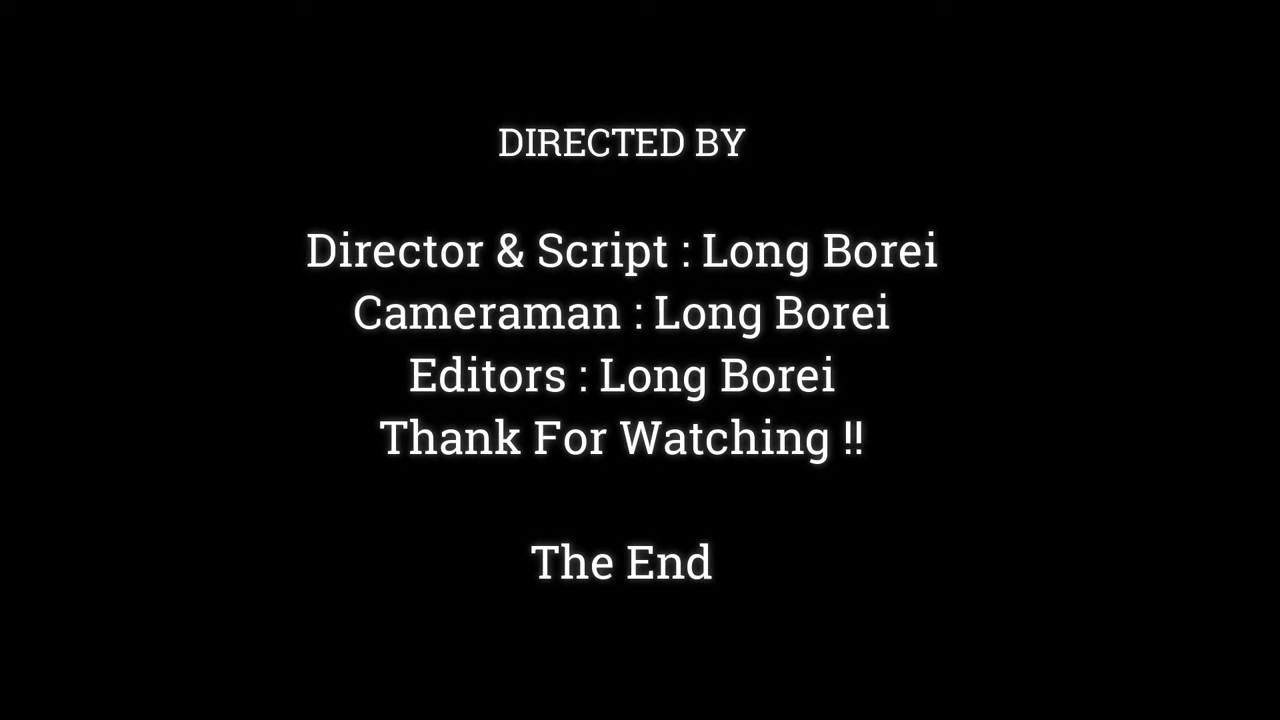 DIRECTED BY
Director & Script : Long Borei
Cameraman : Long Borei
Editors : Long Borei
Thank For Watching !!
The End